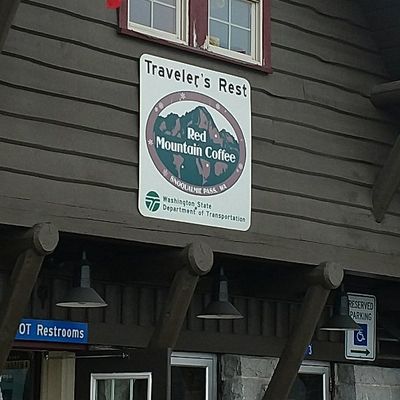 Traveler's Rest
Red
Mountain Coffee
SNOQUALMIE PASS, WA
Washington State
Department of Transportation
OT Restrooms
RESERVED
PARKING